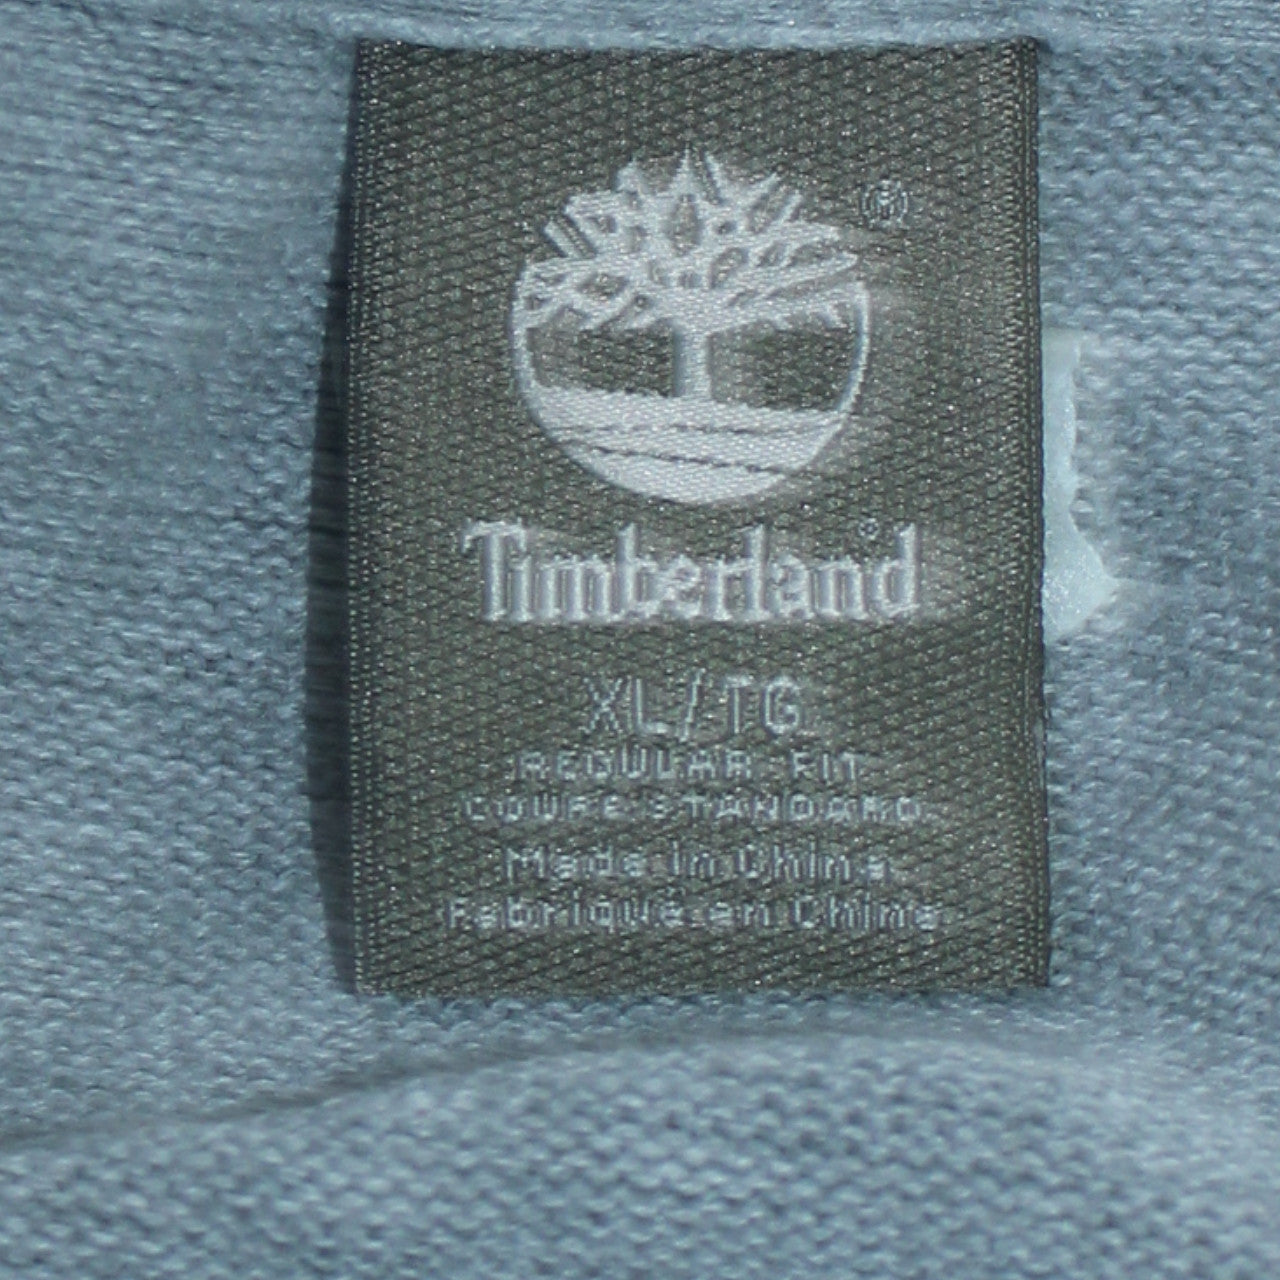 ®
Timberland®
XL/TG
REGULAR FIT
COUPE STANDARD
Made in China
Fabriqué en Chine